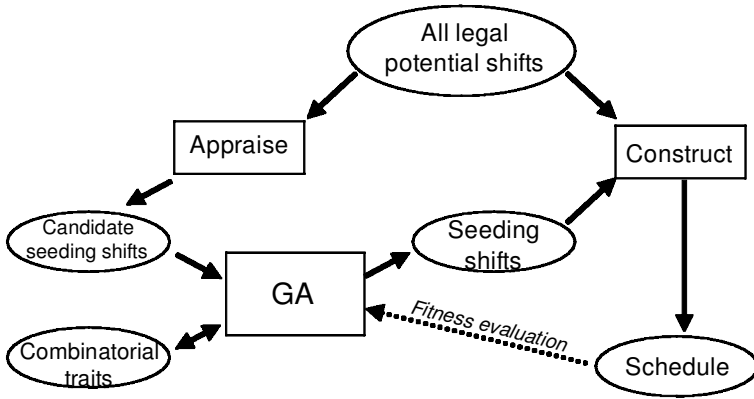 All legal
potential shifts
Appraise
Construct
Candidate
seeding shifts
Seeding
shifts
GA
Fitness evaluation
Combinatorial
traits
Schedule